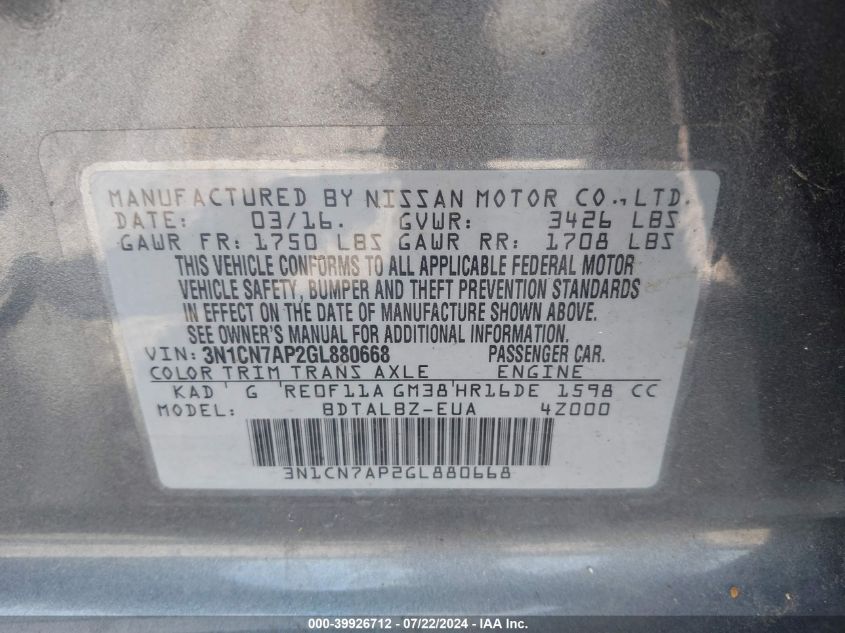 MANUFACTURED BY NISSAN MOTOR CO., LTD.
DATE: 03/16. GVWR: 3426 LBS
GAWR FR: 1750 LBS GAWR RR: 1708 LBS
THIS VEHICLE CONFORMS TO ALL APPLICABLE FEDERAL MOTOR
VEHICLE SAFETY, BUMPER AND THEFT PREVENTION STANDARDS
IN EFFECT ON THE DATE OF MANUFACTURE SHOWN ABOVE.
SEE OWNER'S MANUAL FOR ADDITIONAL INFORMATION.
VIN: 3N1CN7AP2GL880668 PASSENGER CAR.
COLOR TRIM TRANS AXLE ENGINE
KAD ' G 'RE0F11A GM38'HR16DE 1598 CC
MODEL: BDTALBZ-EUA 4Z000
3N1CN7AP2GL880668
000-39926712 - 07/22/2024 - IAA Inc.